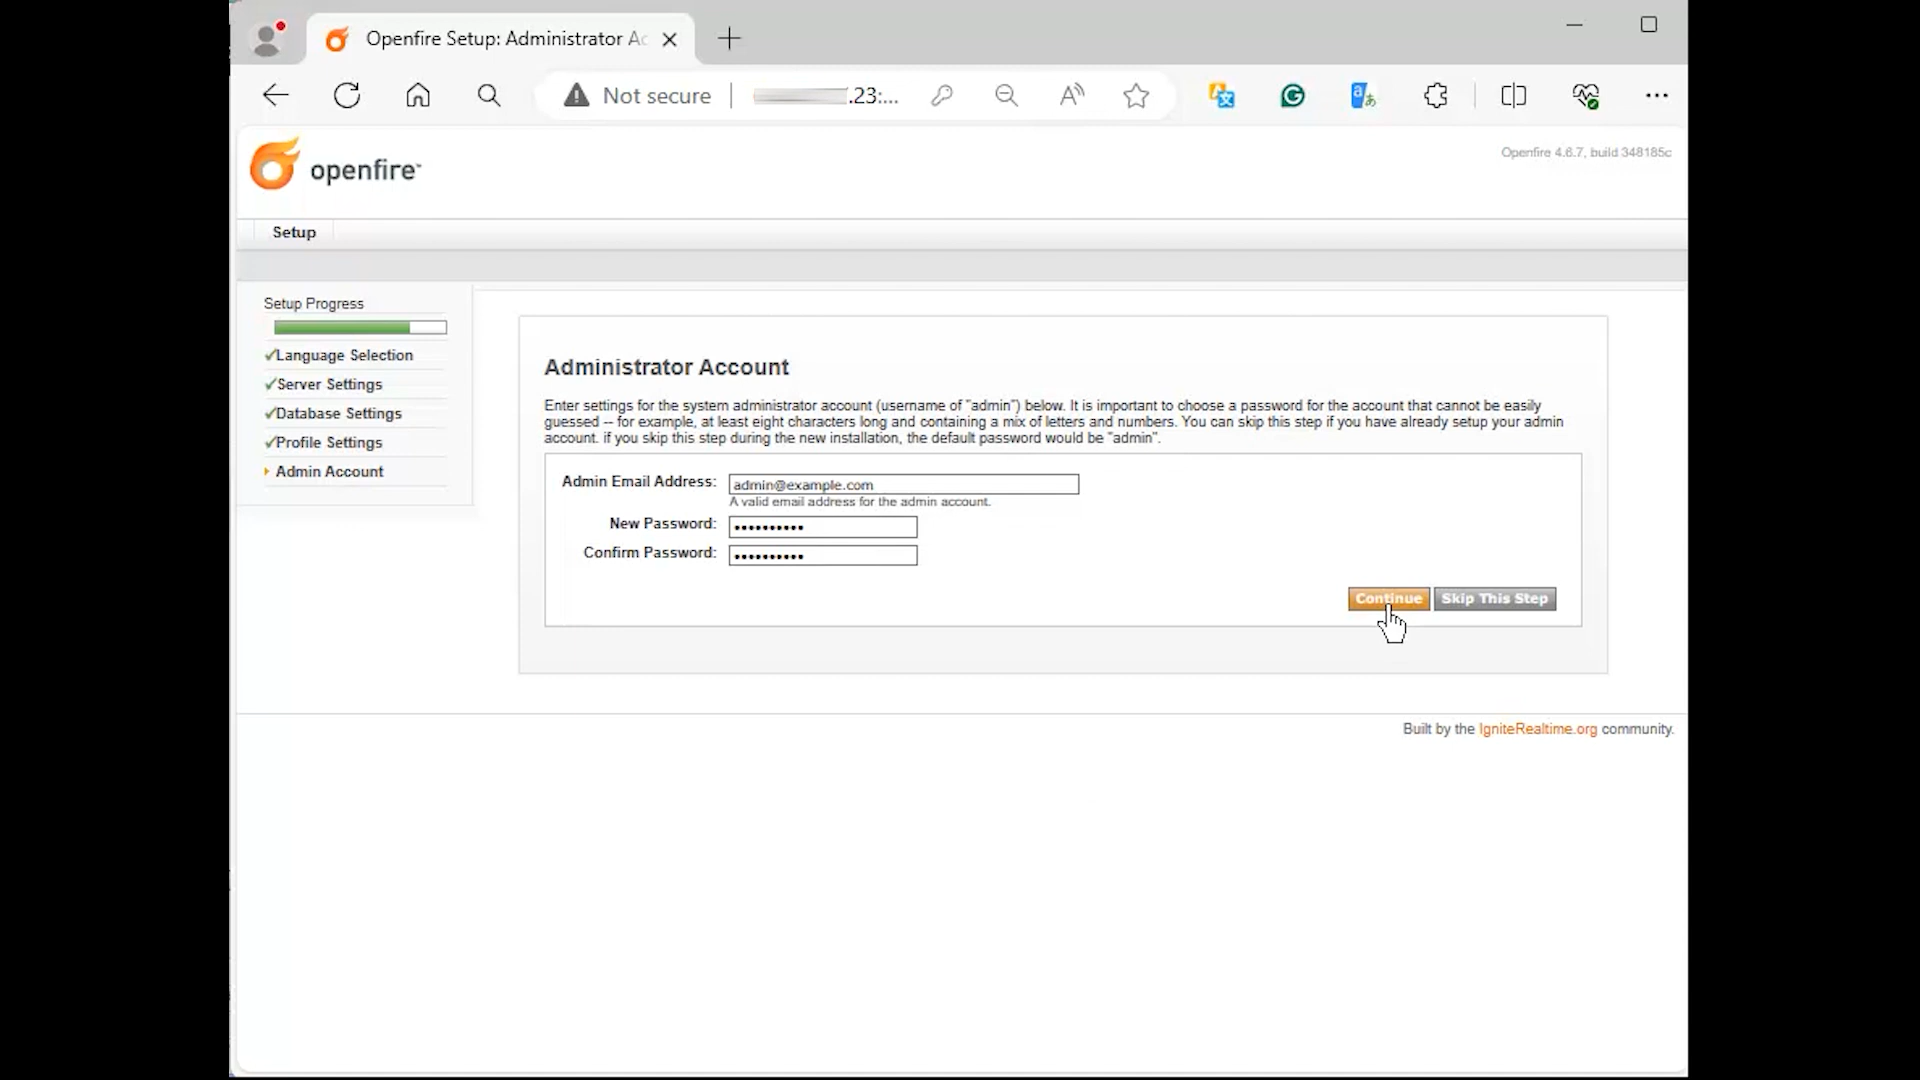 Openfire Setup: Administrator Ac
Not secure
.23:...
openfire™
Openfire 4.6.7, build 348185c
Setup
Setup Progress
Language Selection
Server Settings
Database Settings
Profile Settings
Admin Account
Administrator Account
Enter settings for the system administrator account (username of "admin") below. It is important to choose a password for the account that cannot be easily
guessed -- for example, at least eight characters long and containing a mix of letters and numbers. You can skip this step if you have already setup your admin
account. if you skip this step during the new installation, the default password would be "admin".
Admin Email Address: admin@example.com
A valid email address for the admin account.
New Password: ••••••••••
Confirm Password: ••••••••••
Continue Skip This Step
Built by the IgniteRealtime.org community.